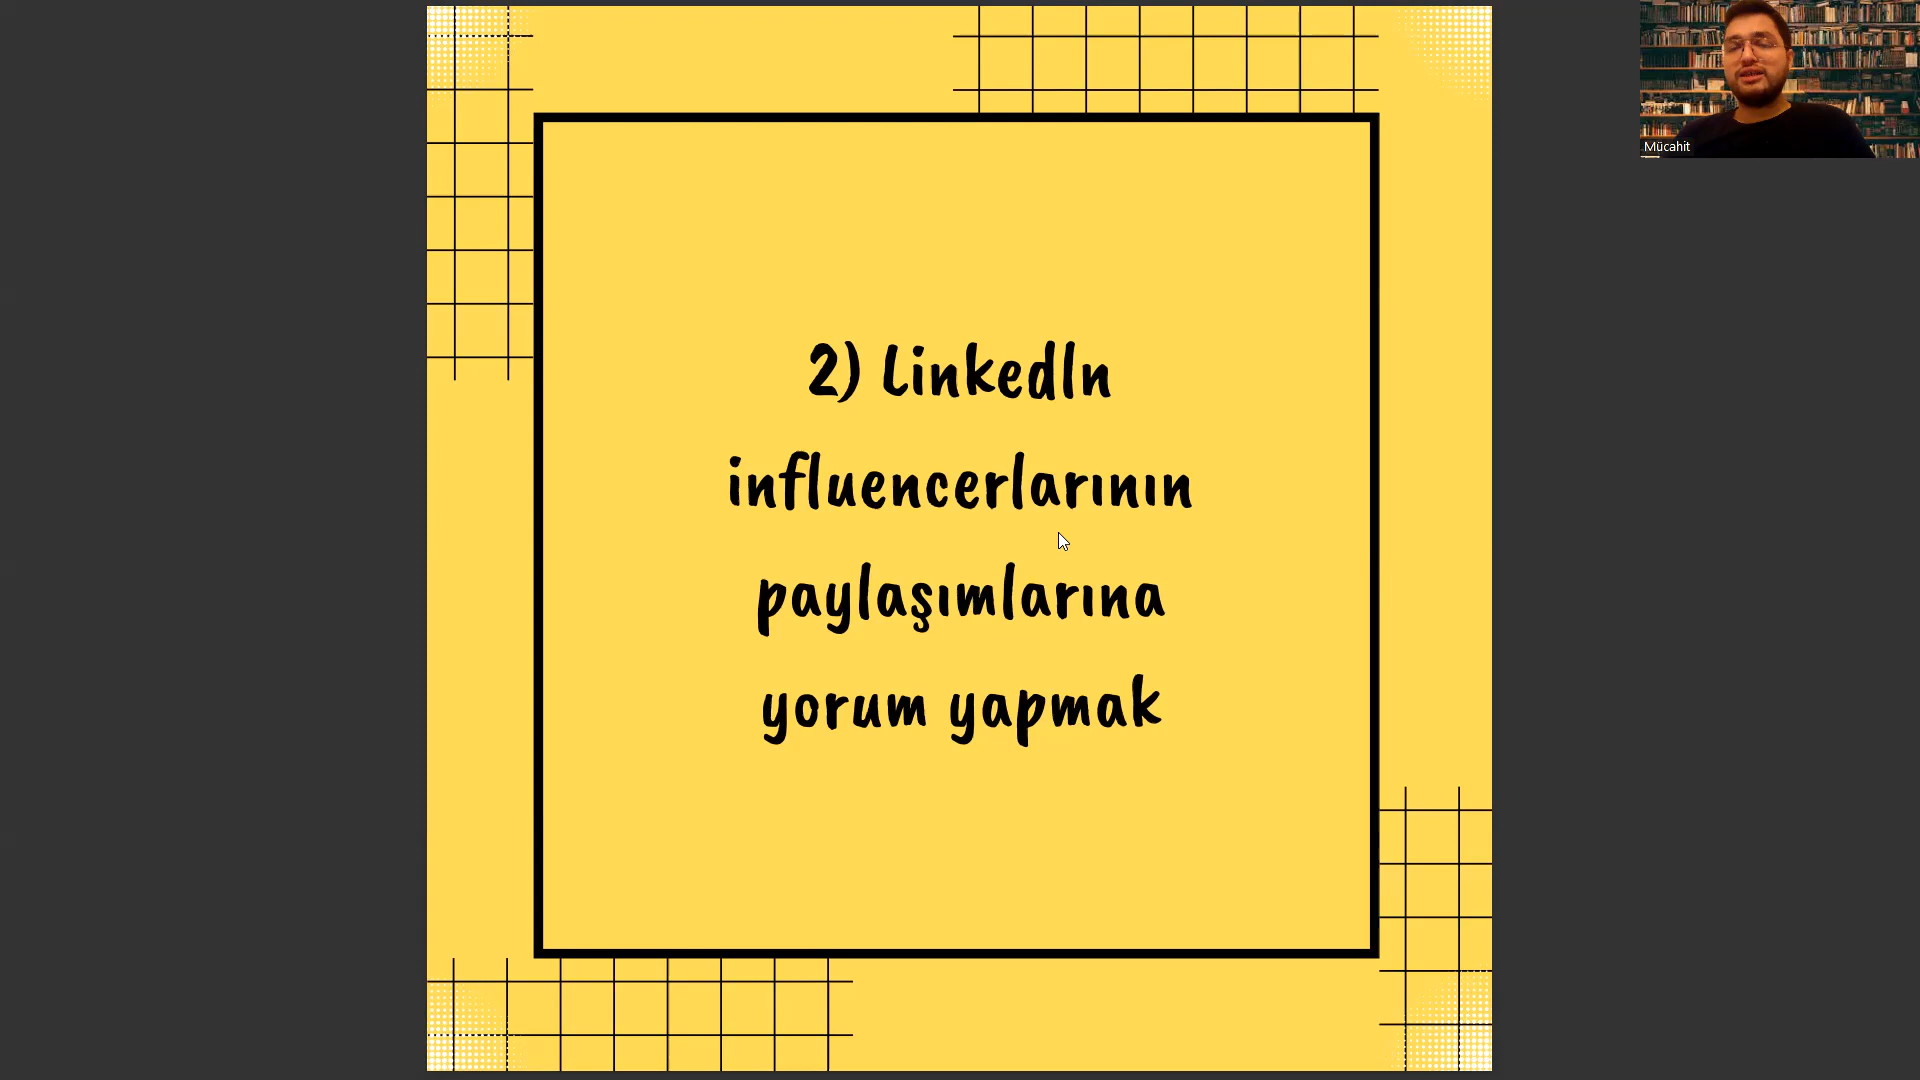 2) LinkedIn
influencerlarının
paylaşımlarına
yorum yapmak
Mücahit